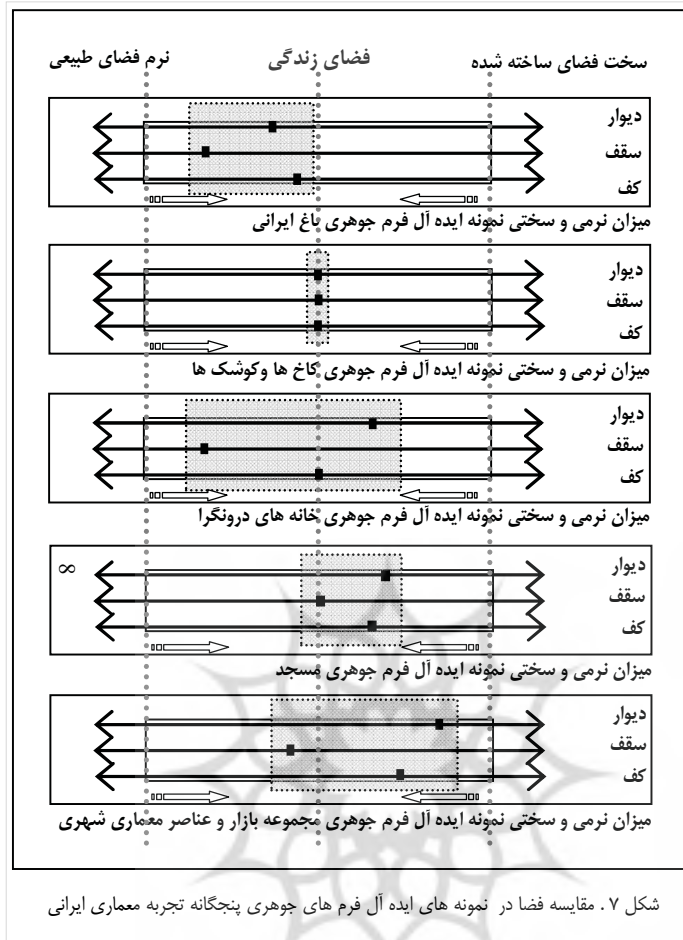 سخت فضای ساخته شده فضای زندگی نرم فضای طبیعی
دیوار
سقف
کف
میزان نرمی و سختی نمونه ایده آل فرم جوهری باغ ایرانی
دیوار
سقف
کف
میزان نرمی و سختی نمونه ایده آل فرم جوهری کاخ ها وکوشک ها
دیوار
سقف
کف
میزان نرمی و سختی نمونه ایده آل فرم جوهری خانه های درونگرا
دیوار
∞
سقف
کف
میزان نرمی و سختی نمونه ایده آل فرم جوهری مسجد
دیوار
سقف
کف
میزان نرمی و سختی نمونه ایده آل فرم جوهری مجموعه بازار و عناصر معماری شهری
شکل ۷ . مقایسه فضا در نمونه های ایده آل فرم های جوهری پنجگانه تجربه معماری ایرانی